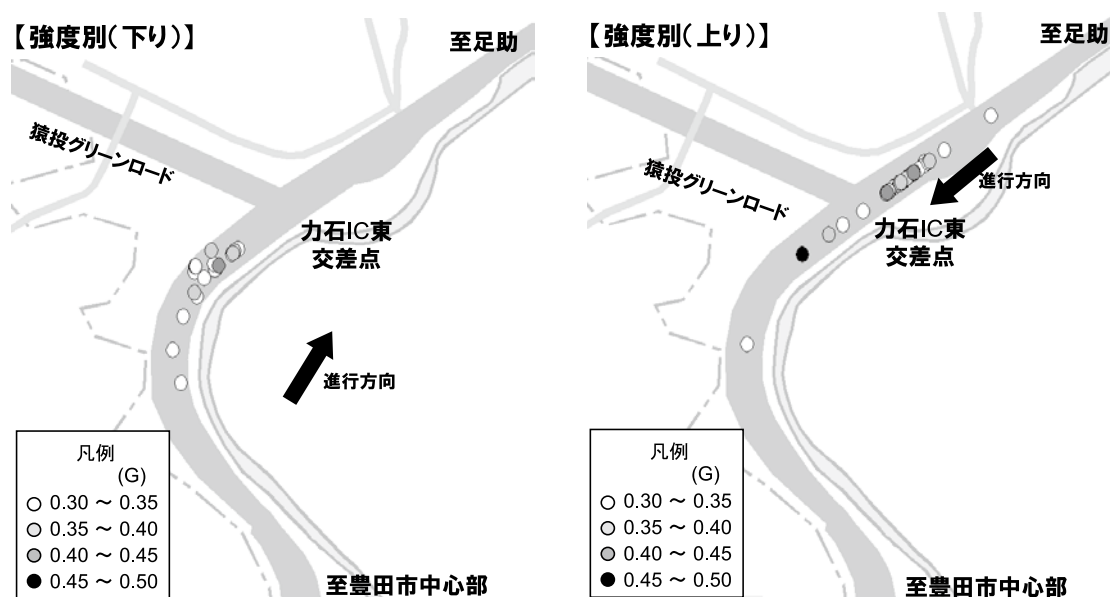 【強度別(下り)】
至足助
猿投グリーンロード
力石IC東
交差点
進行方向
凡例
(G)
0.30 ～ 0.35
0.35 ～ 0.40
0.40 ～ 0.45
0.45 ～ 0.50
至豊田市中心部
【強度別(上り)】
至足助
猿投グリーンロード
進行方向
力石IC東
交差点
凡例
(G)
0.30 ～ 0.35
0.35 ～ 0.40
0.40 ～ 0.45
0.45 ～ 0.50
至豊田市中心部